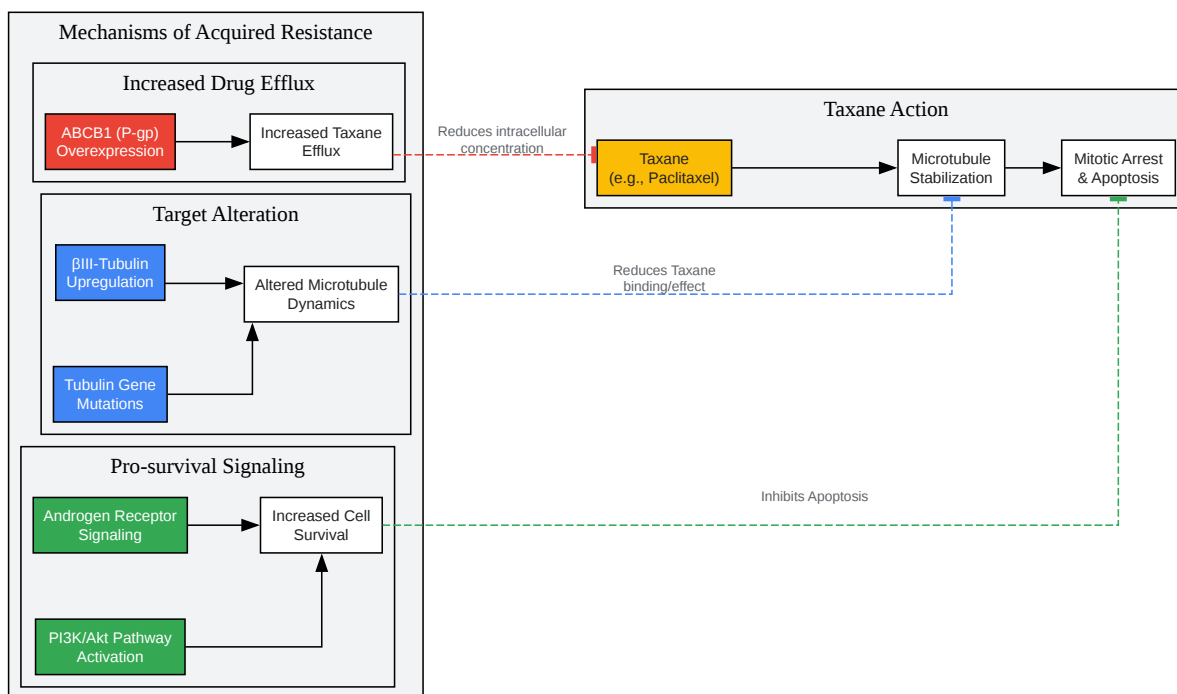 Mechanisms of Acquired Resistance
Increased Drug Efflux
ABCB1 (P-gp)
Overexpression
Increased Taxane
Efflux
Reduces intracellular
concentration
Taxane Action
Taxane
(e.g., Paclitaxel)
Microtubule
Stabilization
Mitotic Arrest
& Apoptosis
Target Alteration
βIII-Tubulin
Upregulation
Altered Microtubule
Dynamics
Reduces Taxane
binding/effect
Tubulin Gene
Mutations
Pro-survival Signaling
Androgen Receptor
Signaling
Increased Cell
Survival
Inhibits Apoptosis
PI3K/Akt Pathway
Activation